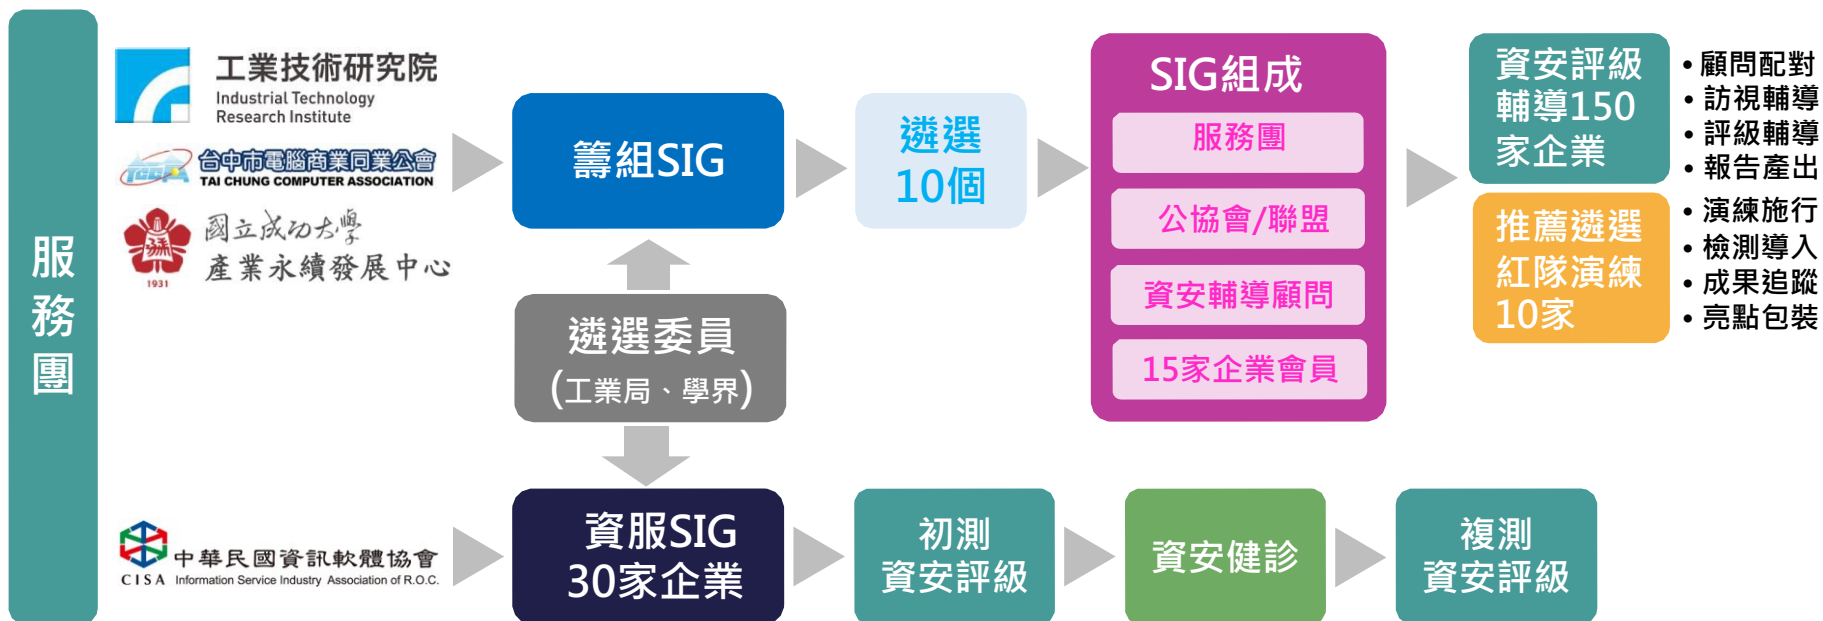 服
務
團
工業技術研究院
Industrial Technology
Research Institute
TCCA
台中市電腦商業同業公會
TAI CHUNG COMPUTER ASSOCIATION
1931
國立成功大學
產業永續發展中心
籌組SIG
遴選
10個
SIG組成
服務團
公協會/聯盟
資安輔導顧問
15家企業會員
資安評級
輔導150
家企業
• 顧問配對
• 訪視輔導
• 評級輔導
• 報告產出
推薦遴選
紅隊演練
10家
• 演練施行
• 檢測導入
• 成果追蹤
• 亮點包裝
遴選委員
(工業局、學界)
中華民國資訊軟體協會
CISA Information Service Industry Association of R.O.C.
資服SIG
30家企業
初測
資安評級
資安健診
複測
資安評級